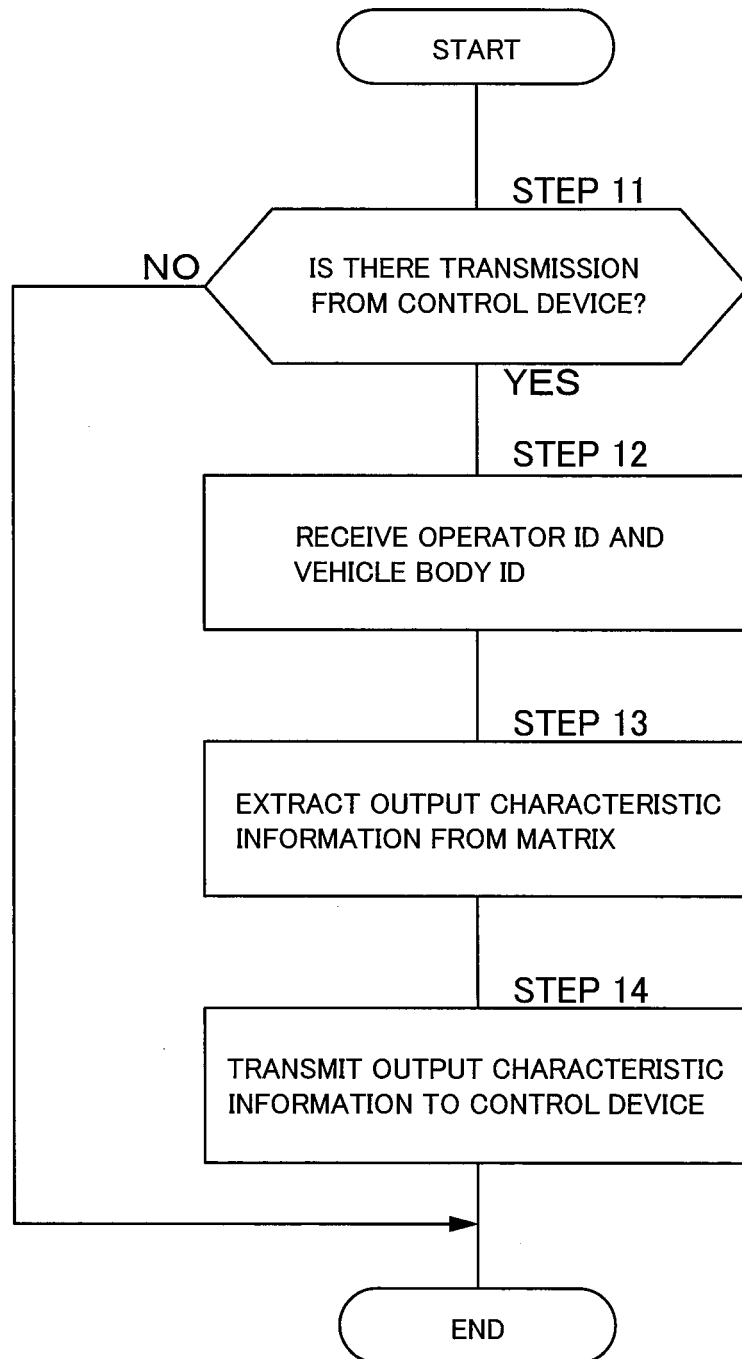 START
STEP 11
NO
IS THERE TRANSMISSION
FROM CONTROL DEVICE?
YES
STEP 12
RECEIVE OPERATOR ID AND
VEHICLE BODY ID
STEP 13
EXTRACT OUTPUT CHARACTERISTIC
INFORMATION FROM MATRIX
STEP 14
TRANSMIT OUTPUT CHARACTERISTIC
INFORMATION TO CONTROL DEVICE
END